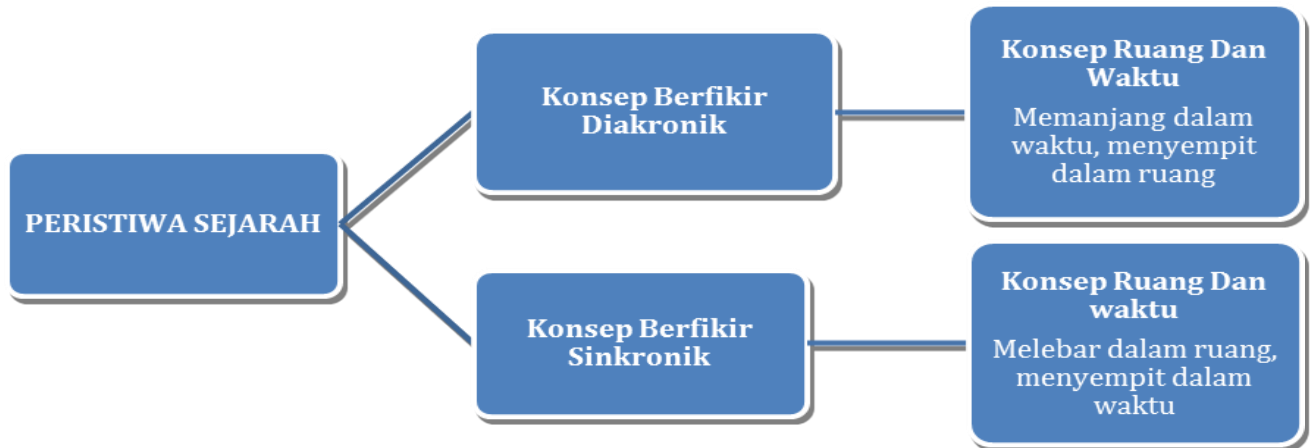 PERISTIWA SEJARAH
Konsep Berfikir
Diakronik
Konsep Ruang Dan
Waktu
Memanjang dalam
waktu, menyempit
dalam ruang
Konsep Berfikir
Sinkronik
Konsep Ruang Dan
waktu
Melebar dalam ruang,
menyempit dalam
waktu